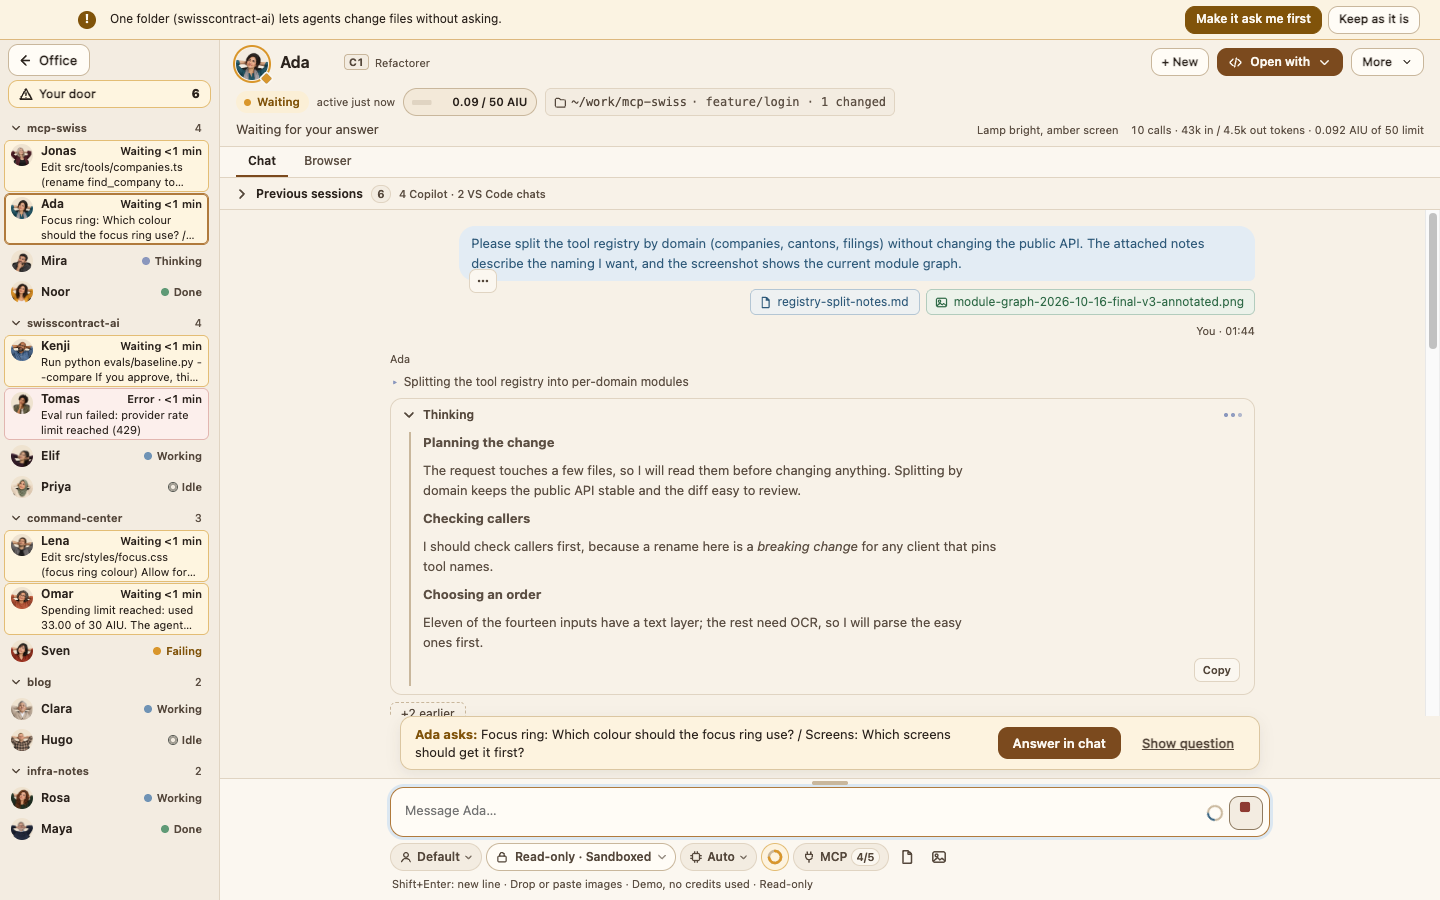 ! One folder (swisscontract-ai) lets agents change files without asking.
Make it ask me first
Keep as it is
Office
Your door 6
mcp-swiss 4
Jonas Waiting <1 min
Edit src/tools/companies.ts
(rename find_company to...
Ada Waiting <1 min
Focus ring: Which colour
should the focus ring use? /...
Mira Thinking
Noor Done
swisscontract-ai 4
Kenji Waiting <1 min
Run python evals/baseline.py -
-compare If you approve, thi...
Tomas Error · <1 min
Eval run failed: provider rate
limit reached (429)
Elif Working
Priya Idle
command-center 3
Lena Waiting <1 min
Edit src/styles/focus.css
(focus ring colour) Allow for...
Omar Waiting <1 min
Spending limit reached: used
33.00 of 30 AIU. The agent...
Sven Failing
blog 2
Clara Working
Hugo Idle
infra-notes 2
Rosa Working
Maya Done
Ada C1 Refactorer
+ New
Open with
More
Waiting active just now 0.09 / 50 AIU ~/work/mcp-swiss · feature/login · 1 changed
Waiting for your answer
Lamp bright, amber screen 10 calls · 43k in / 4.5k out tokens · 0.092 AIU of 50 limit
Chat Browser
Previous sessions 6 4 Copilot · 2 VS Code chats
Please split the tool registry by domain (companies, cantons, filings) without changing the public API. The attached notes
describe the naming I want, and the screenshot shows the current module graph.
...
registry-split-notes.md
module-graph-2026-10-16-final-v3-annotated.png
You · 01:44
Ada
Splitting the tool registry into per-domain modules
Thinking
Planning the change
The request touches a few files, so I will read them before changing anything. Splitting by
domain keeps the public API stable and the diff easy to review.
Checking callers
I should check callers first, because a rename here is a breaking change for any client that pins
tool names.
Choosing an order
Eleven of the fourteen inputs have a text layer; the rest need OCR, so I will parse the easy
ones first.
Copy
+2 earlier
Ada asks: Focus ring: Which colour should the focus ring use? / Screens: Which screens
should get it first?
Answer in chat
Show question
Message Ada...
Default
Read-only · Sandboxed
Auto
MCP 4/5
Shift+Enter: new line · Drop or paste images · Demo, no credits used · Read-only